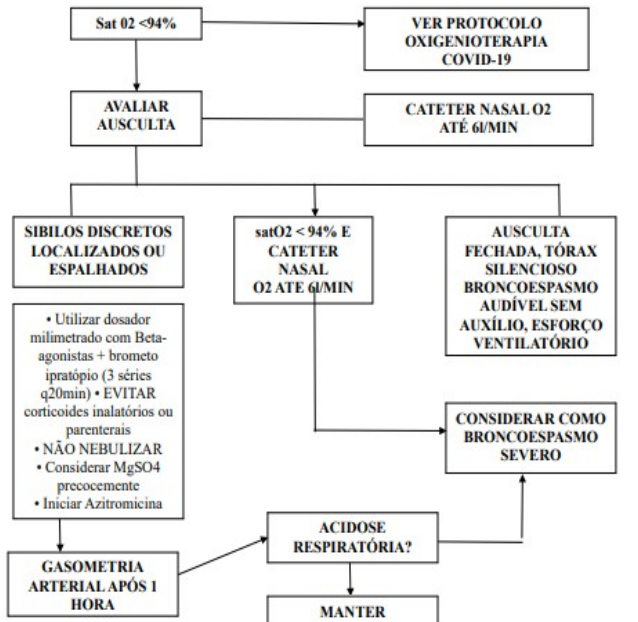 Sat 02 <94%
VER PROTOCOLO
OXIGENIOTERAPIA
COVID-19
AVALIAR
AUSCULTA
CATETER NASAL O2
ATÉ 6l/MIN
SIBILOS DISCRETOS
LOCALIZADOS OU
ESPALHADOS
satO2 < 94% E
CATETER
NASAL
O2 ATE 6l/MIN
AUSCULTA
FECHADA, TÓRAX
SILENCIOSO
BRONCOESPASMO
AUDÍVEL SEM
AUXÍLIO, ESFORÇO
VENTILATÓRIO
• Utilizar dosador
milimetrado com Beta-
agonistas + brometo
ipratópio (3 séries
q20min) • EVITAR
corticoides inalatórios ou
parenterais
• NÃO NEBULIZAR
• Considerar MgSO4
precocemente
• Iniciar Azitromicina
CONSIDERAR COMO
BRONCOESPASMO
SEVERO
GASOMETRIA
ARTERIAL APÓS 1
HORA
ACIDOSE
RESPIRATÓRIA?
MANTER